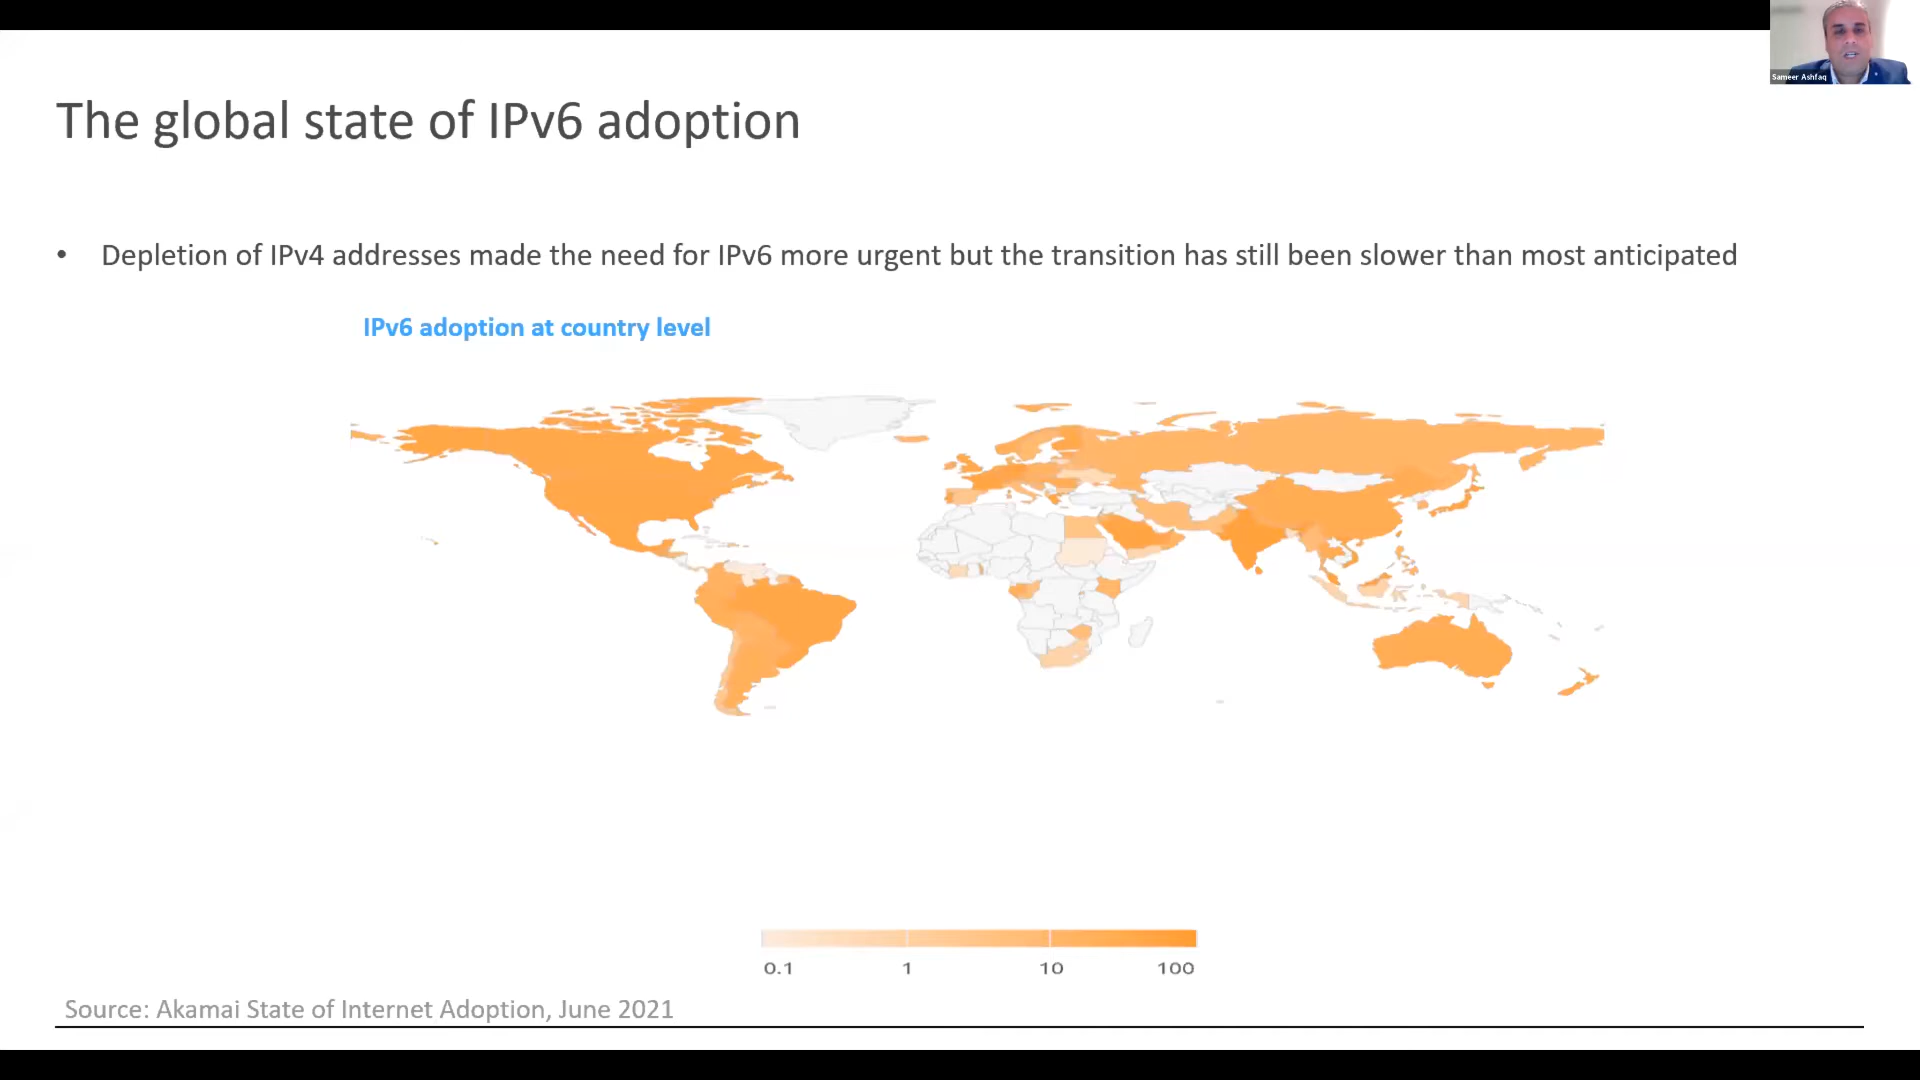 Sameer Ashfaq
The global state of IPv6 adoption
• Depletion of IPv4 addresses made the need for IPv6 more urgent but the transition has still been slower than most anticipated
IPv6 adoption at country level
0.1 1 10 100
Source: Akamai State of Internet Adoption, June 2021